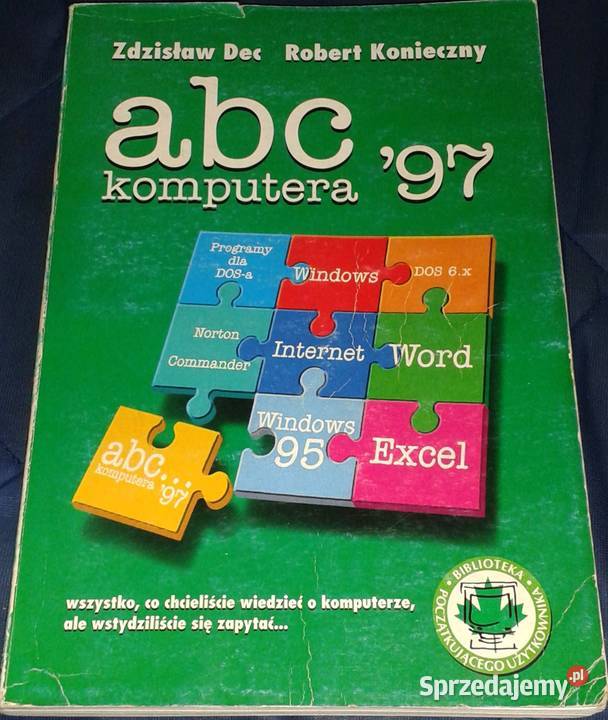 Zdzisław Dec Robert Konieczny
abc
komputera '97
Programy
dla
DOS-a
Windows
DOS 6.x
Norton
Commander
Internet
Word
Windows
95
Excel
abc...
komputera '97
wszystko, co chcieliście wiedzieć o komputerze,
ale wstydziliście się zapytać...
• BIBLIOTEKA •
POCZĄTKUJĄCEGO UŻYTKOWNIKA
Sprzedajemy.pl